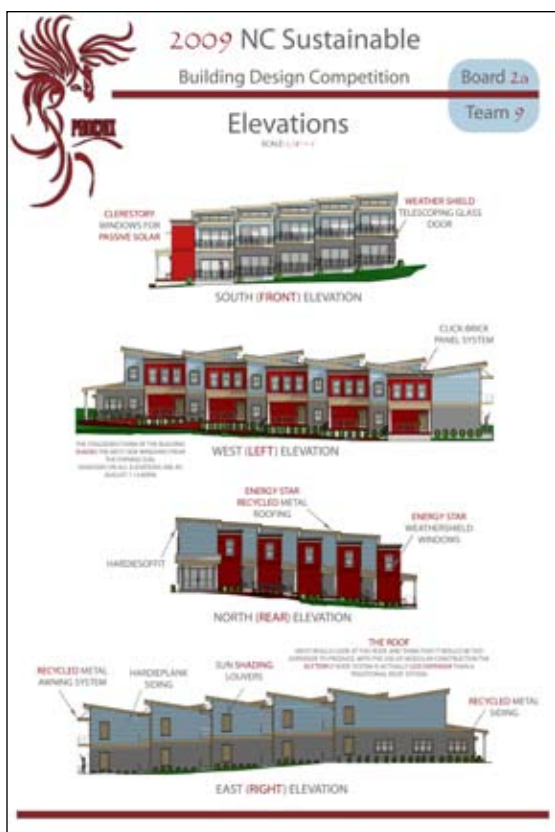 2009 NC Sustainable
Building Design Competition
Board 2a
Team 9
PHOENIX
Elevations
CLERESTORY
WINDOWS FOR
PASSIVE SOLAR
WEATHER SHIELD
TELESCOPING GLASS
DOOR
SOUTH (FRONT) ELEVATION
CLICK BRICK
PANEL SYSTEM
WEST (LEFT) ELEVATION
ENERGY STAR
RECYCLED METAL
ROOFING
ENERGY STAR
WEATHERSHIELD
WINDOWS
HARDIESOFFIT
NORTH (REAR) ELEVATION
THE ROOF
RECYCLED METAL
AWNING SYSTEM
HARDIEPLANK
SIDING
SUN SHADING
LOUVERS
RECYCLED METAL
SIDING
EAST (RIGHT) ELEVATION